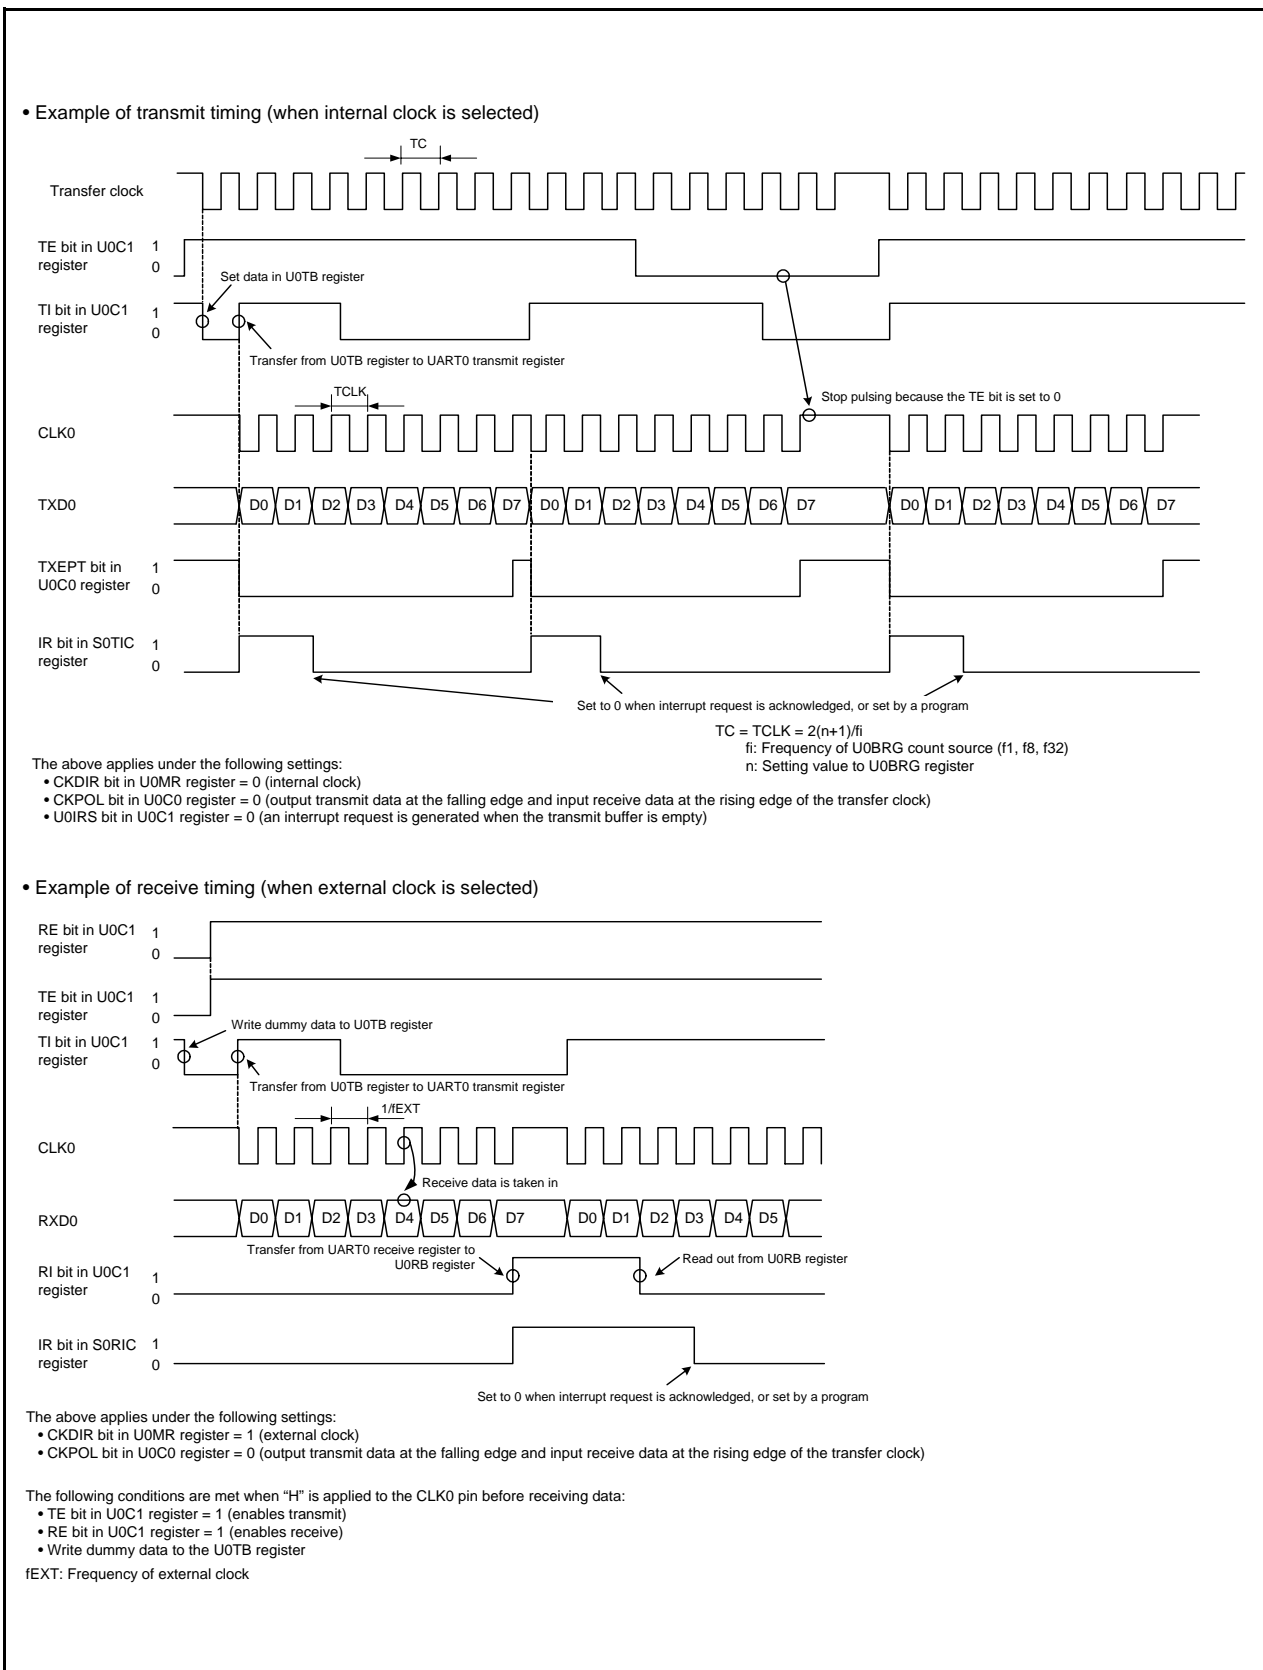 • Example of transmit timing (when internal clock is selected)
TC
Transfer clock
TE bit in U0C1
register
1
0
Set data in U0TB register
TI bit in U0C1
register
1
0
Transfer from U0TB register to UART0 transmit register
TCLK
Stop pulsing because the TE bit is set to 0
CLK0
TXD0
D0 D1 D2 D3 D4 D5 D6 D7 D0 D1 D2 D3 D4 D5 D6 D7 D0 D1 D2 D3 D4 D5 D6 D7
TXEPT bit in
U0C0 register
1
0
IR bit in S0TIC
register
1
0
Set to 0 when interrupt request is acknowledged, or set by a program
TC = TCLK = 2(n+1)/fi
fi: Frequency of U0BRG count source (f1, f8, f32)
n: Setting value to U0BRG register
The above applies under the following settings:
• CKDIR bit in U0MR register = 0 (internal clock)
• CKPOL bit in U0C0 register = 0 (output transmit data at the falling edge and input receive data at the rising edge of the transfer clock)
• U0IRS bit in U0C1 register = 0 (an interrupt request is generated when the transmit buffer is empty)
• Example of receive timing (when external clock is selected)
RE bit in U0C1
register
1
0
TE bit in U0C1
register
1
0
Write dummy data to U0TB register
TI bit in U0C1
register
1
0
Transfer from U0TB register to UART0 transmit register
1/fEXT
CLK0
Receive data is taken in
RXD0
D0 D1 D2 D3 D4 D5 D6 D7 D0 D1 D2 D3 D4 D5
Transfer from UART0 receive register to
U0RB register
Read out from U0RB register
RI bit in U0C1
register
1
0
IR bit in S0RIC
register
1
0
Set to 0 when interrupt request is acknowledged, or set by a program
The above applies under the following settings:
• CKDIR bit in U0MR register = 1 (external clock)
• CKPOL bit in U0C0 register = 0 (output transmit data at the falling edge and input receive data at the rising edge of the transfer clock)
The following conditions are met when “H” is applied to the CLK0 pin before receiving data:
• TE bit in U0C1 register = 1 (enables transmit)
• RE bit in U0C1 register = 1 (enables receive)
• Write dummy data to the U0TB register
fEXT: Frequency of external clock